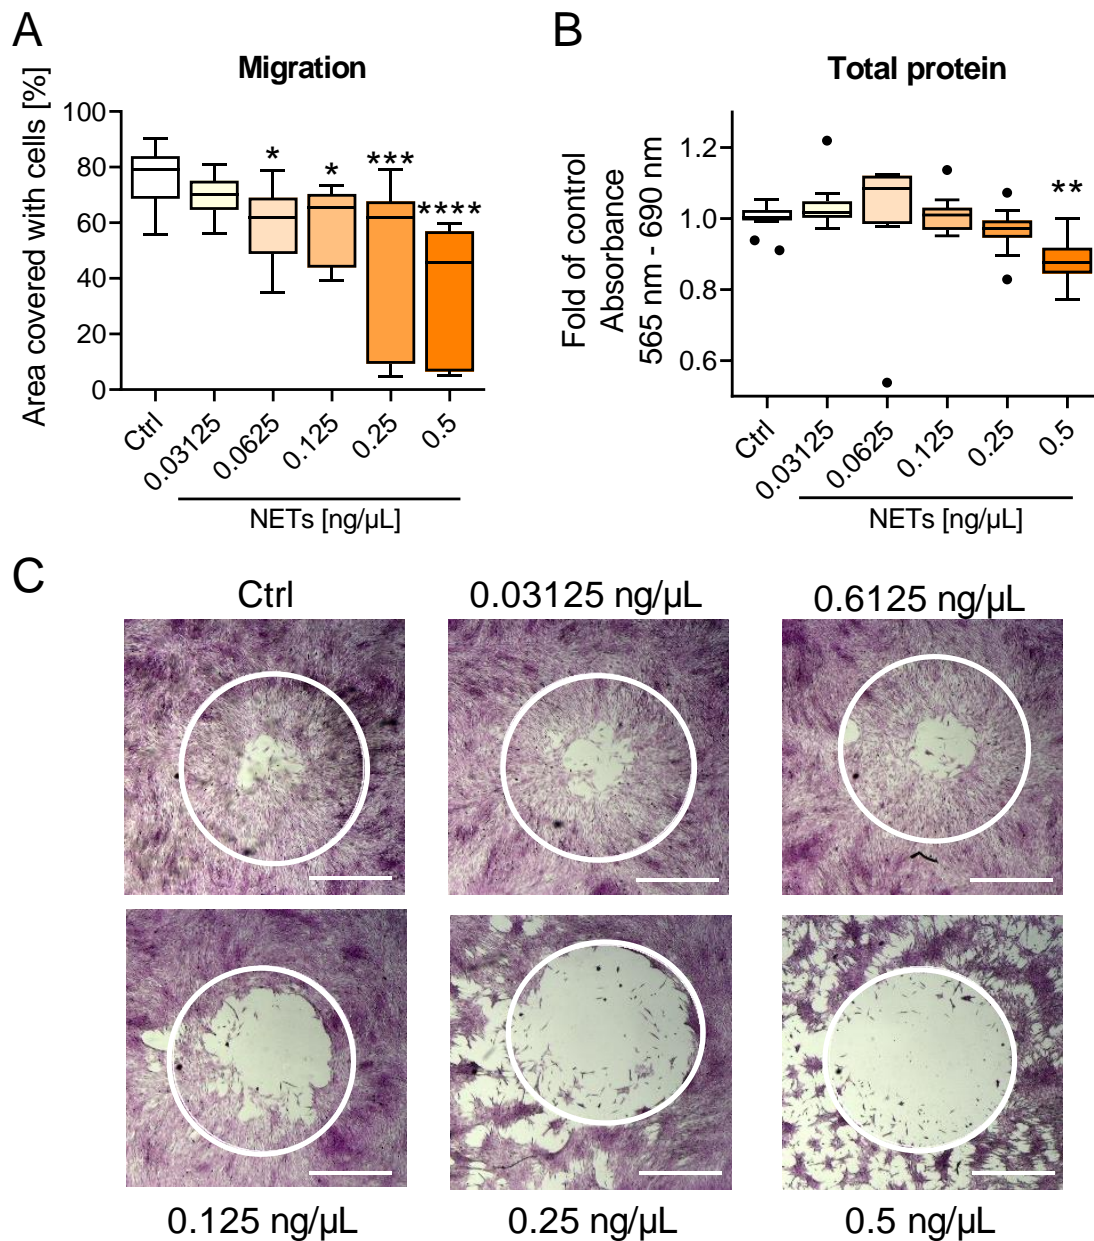 A
Migration
Area covered with cells [%]
100
80
60
40
20
0
*
*
***
****
Ctrl
0.03125
0.0625
0.125
0.25
0.5
NETs [ng/µL]
B
Total protein
Fold of control
Absorbance
565 nm - 690 nm
1.2
1.0
0.8
0.6
**
Ctrl
0.03125
0.0625
0.125
0.25
0.5
NETs [ng/µL]
C
Ctrl
0.03125 ng/µL
0.6125 ng/µL
0.125 ng/µL
0.25 ng/µL
0.5 ng/µL